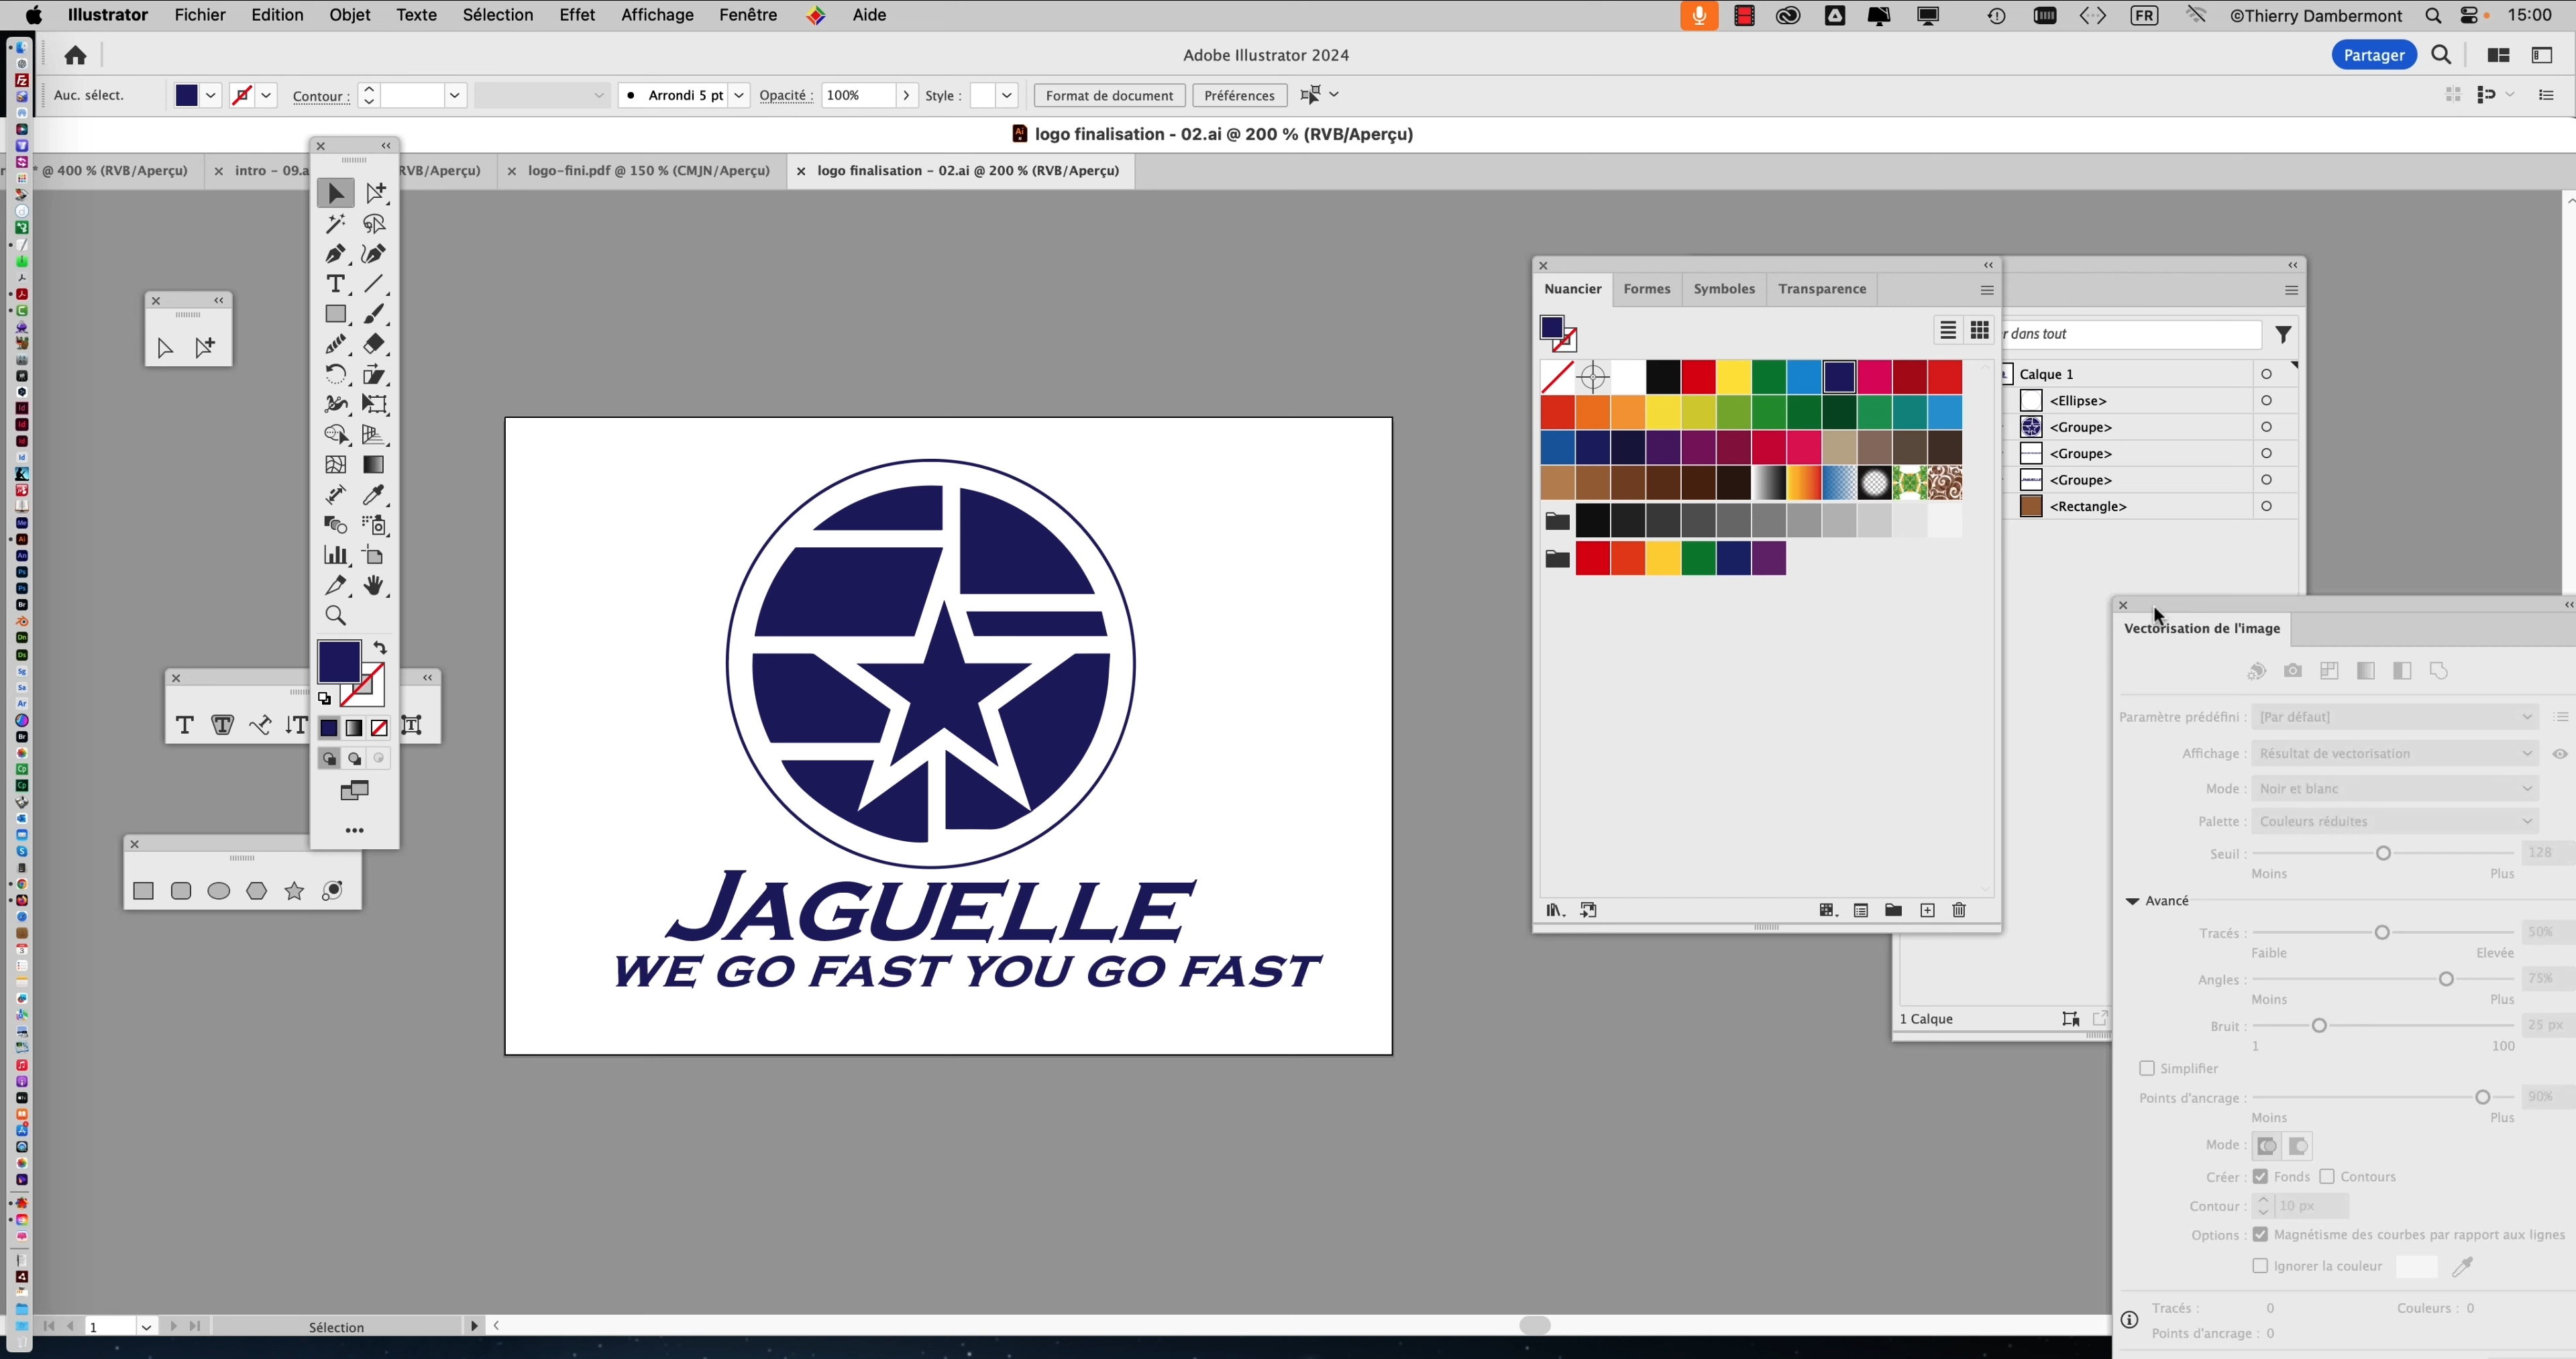 Illustrator Fichier Edition Objet Texte Sélection Effet Affichage Fenêtre Aide FR ©Thierry Dambermont 15:00
Adobe Illustrator 2024 Partager
Auc. sélect. Contour : Arrondi 5 pt Opacité : 100% Style : Format de document Préférences
logo finalisation - 02.ai @ 200 % (RVB/Aperçu)
* @ 400 % (RVB/Aperçu) intro - 09.a RVB/Aperçu) logo-fini.pdf @ 150 % (CMJN/Aperçu) logo finalisation - 02.ai @ 200 % (RVB/Aperçu)
Nuancier Formes Symboles Transparence
r dans tout
Calque 1
<Ellipse>
<Groupe>
<Groupe>
<Groupe>
<Rectangle>
1 Calque
JAGUELLE
WE GO FAST YOU GO FAST
Vectorisation de l'image
Paramètre prédéfini : [Par défaut]
Affichage : Résultat de vectorisation
Mode : Noir et blanc
Palette : Couleurs réduites
Seuil : 128
Moins Plus
Avancé
Tracés : 50%
Faible Elevée
Angles : 75%
Moins Plus
Bruit : 25 px
1 100
Simplifier
Points d'ancrage : 90%
Moins Plus
Mode :
Créer : Fonds Contours
Contour : 10 px
Options : Magnétisme des courbes par rapport aux lignes
Ignorer la couleur
Tracés : 0 Couleurs : 0
Points d'ancrage : 0
1 Sélection